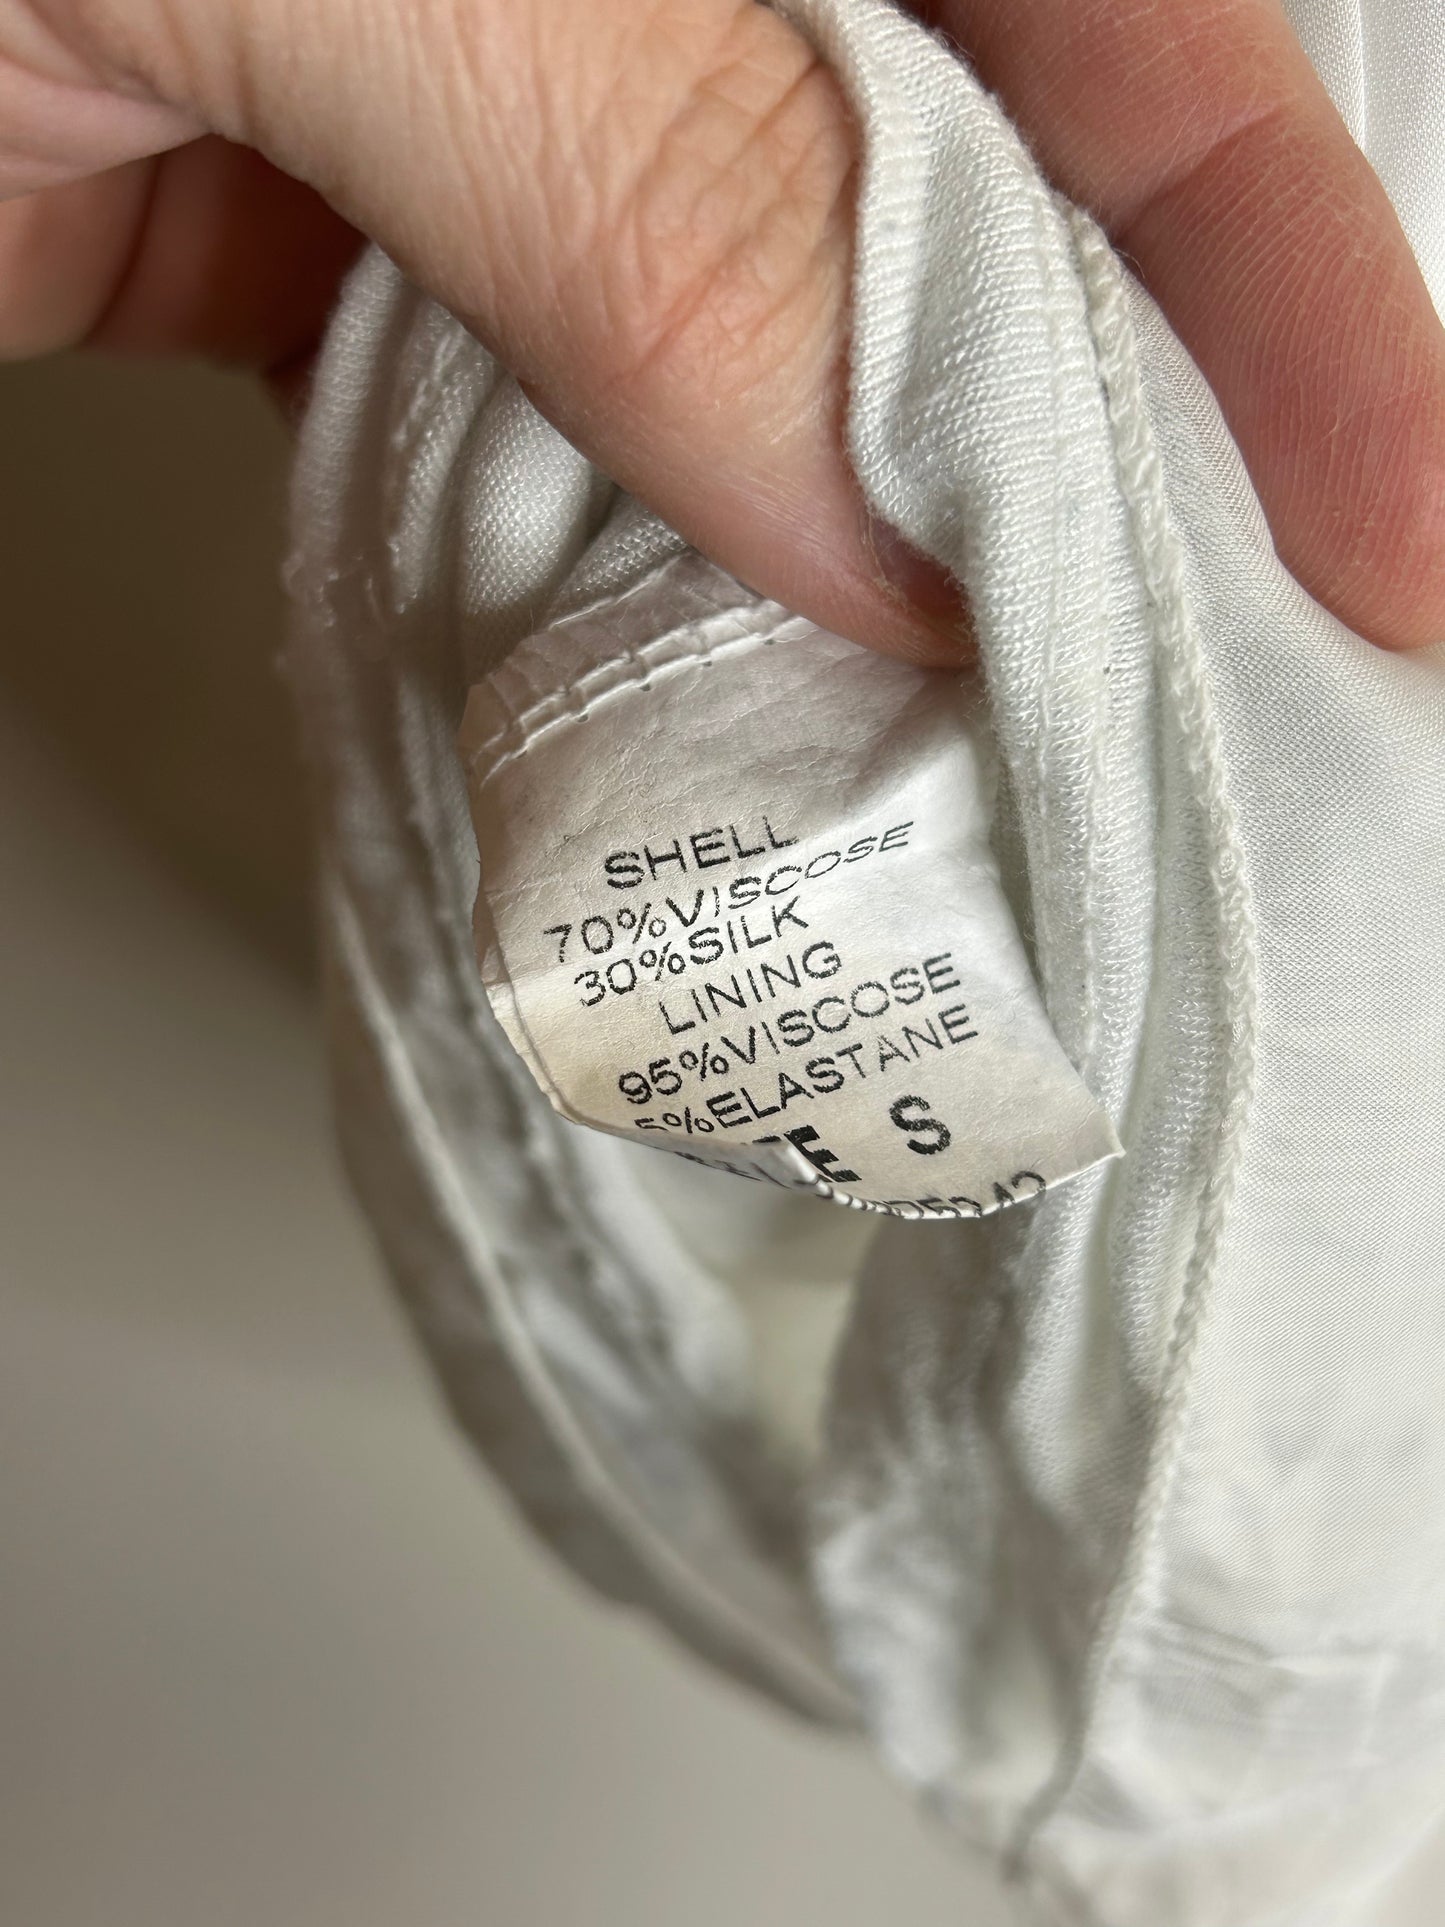 SHELL
70%VISCOSE
30%SILK
LINING
95%VISCOSE
5%ELASTANE
S